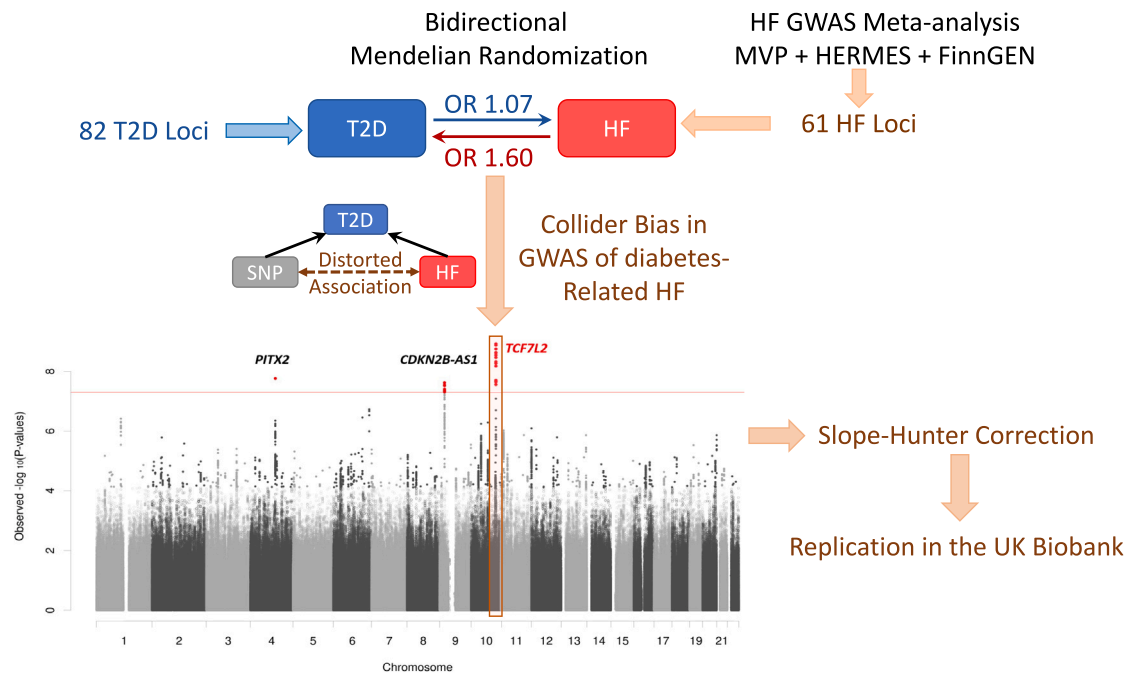 Bidirectional
Mendelian Randomization
HF GWAS Meta-analysis
MVP + HERMES + FinnGEN
82 T2D Loci
T2D
OR 1.07
OR 1.60
HF
61 HF Loci
T2D
SNP
Distorted
Association
HF
Collider Bias in
GWAS of diabetes-
Related HF
PITX2
CDKN2B-AS1
TCF7L2
Observed -log 10(P-values)
8
6
4
2
0
1 2 3 4 5 6 7 8 9 10 11 12 13 14 15 17 19 21
Chromosome
Slope-Hunter Correction
Replication in the UK Biobank